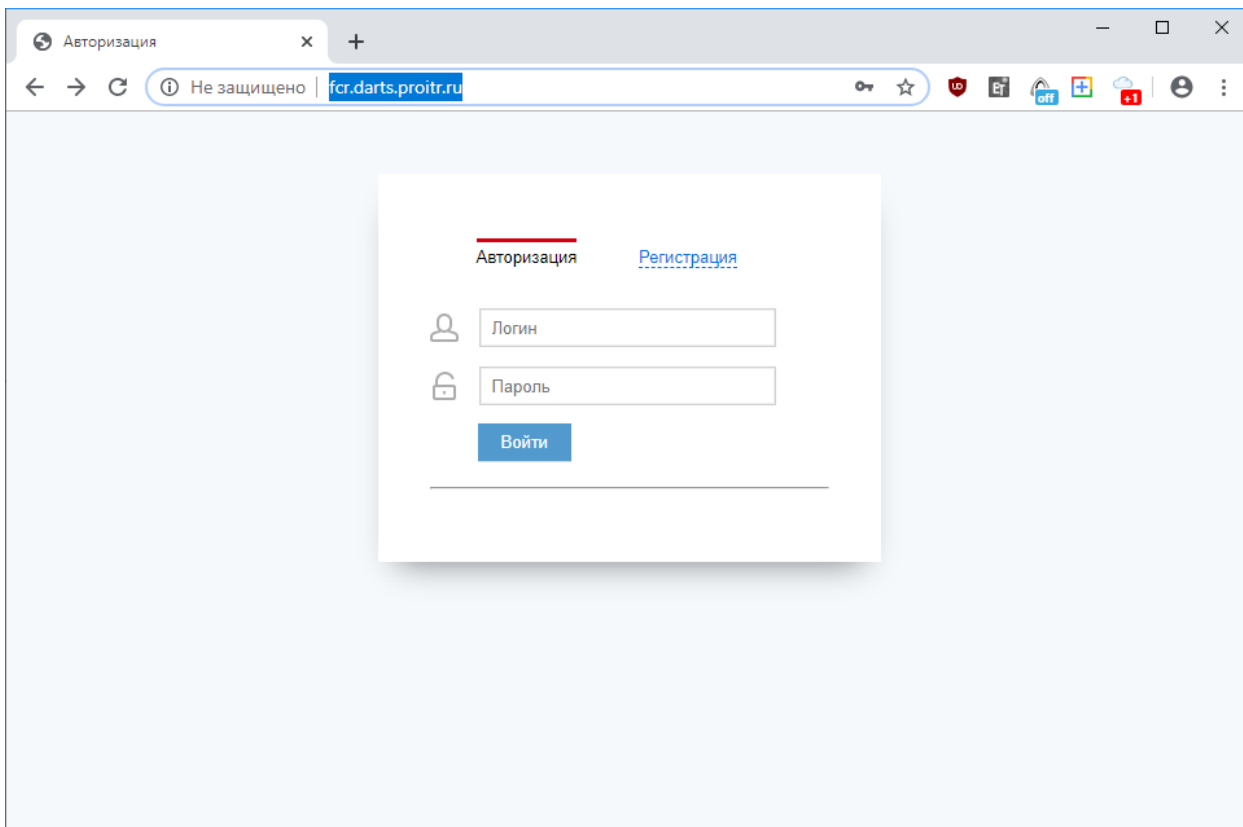 Авторизация
Не защищено fcr.darts.proitr.ru
off
+1
Авторизация Регистрация
Логин
Пароль
Войти